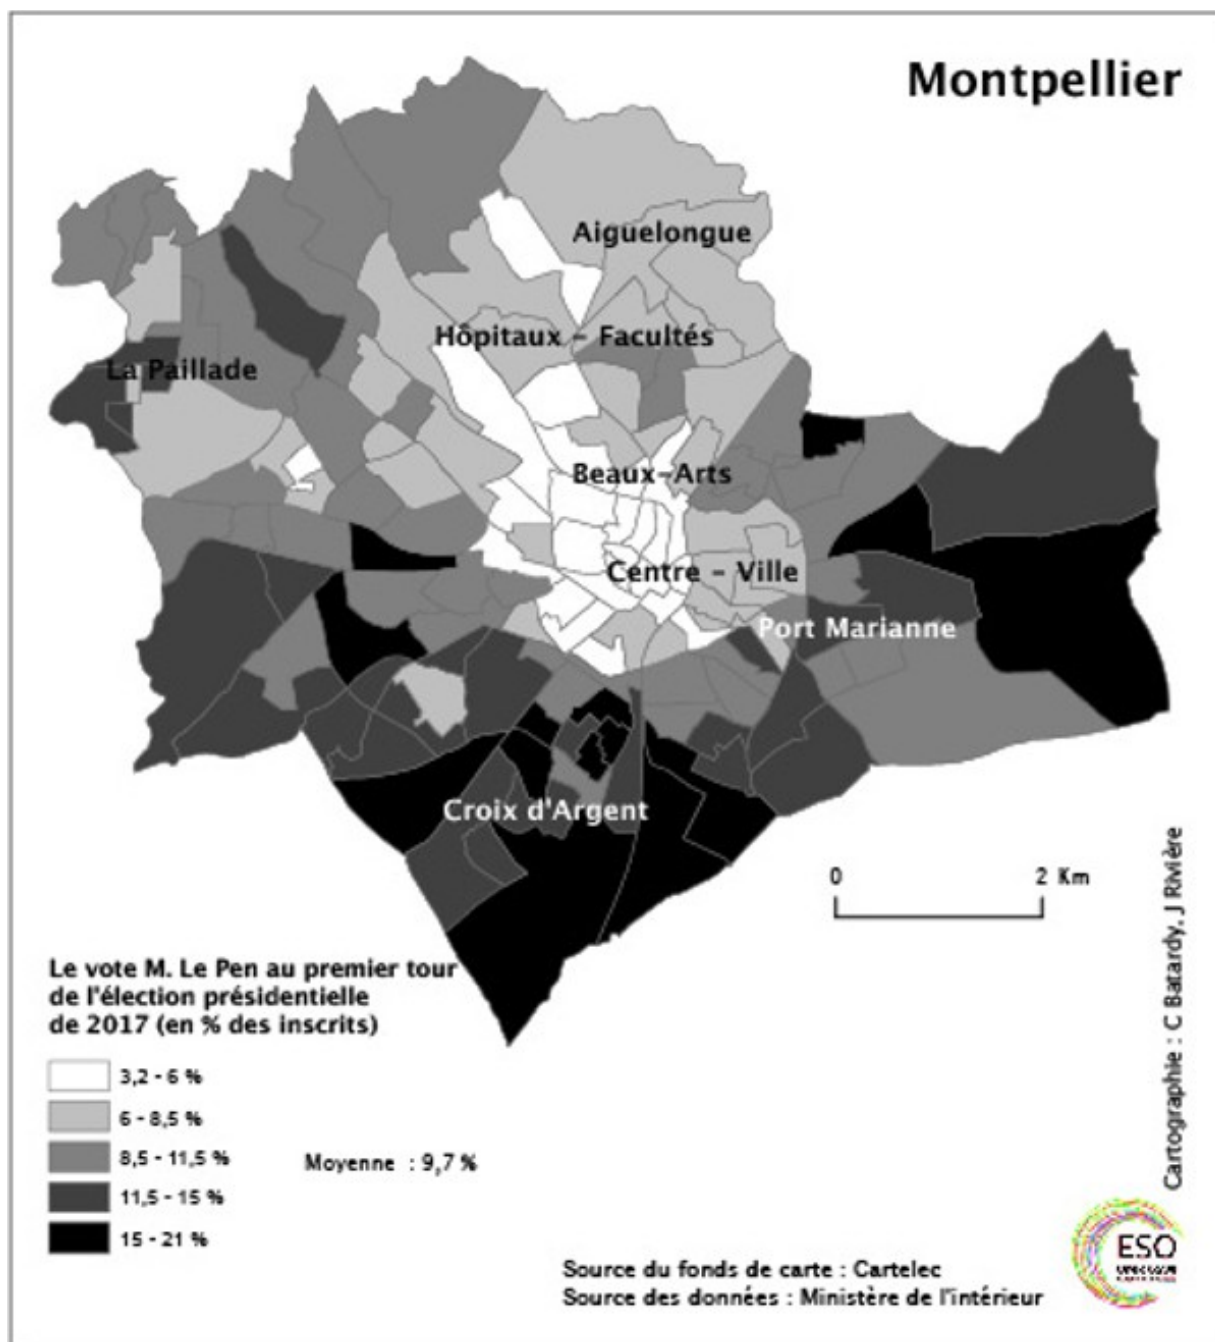 Montpellier
Aiguelongue
Hôpitaux - Facultés
La Paillade
Beaux-Arts
Centre - Ville
Port Marianne
Croix d'Argent
0 2 Km
Le vote M. Le Pen au premier tour
de l'élection présidentielle
de 2017 (en % des inscrits)
3,2 - 6 %
6 - 8,5 %
8,5 - 11,5 %
11,5 - 15 %
15 - 21 %
Moyenne : 9,7 %
Cartographie : C Batardy, J Rivière
ESO
Source du fonds de carte : Cartelec
Source des données : Ministère de l'intérieur